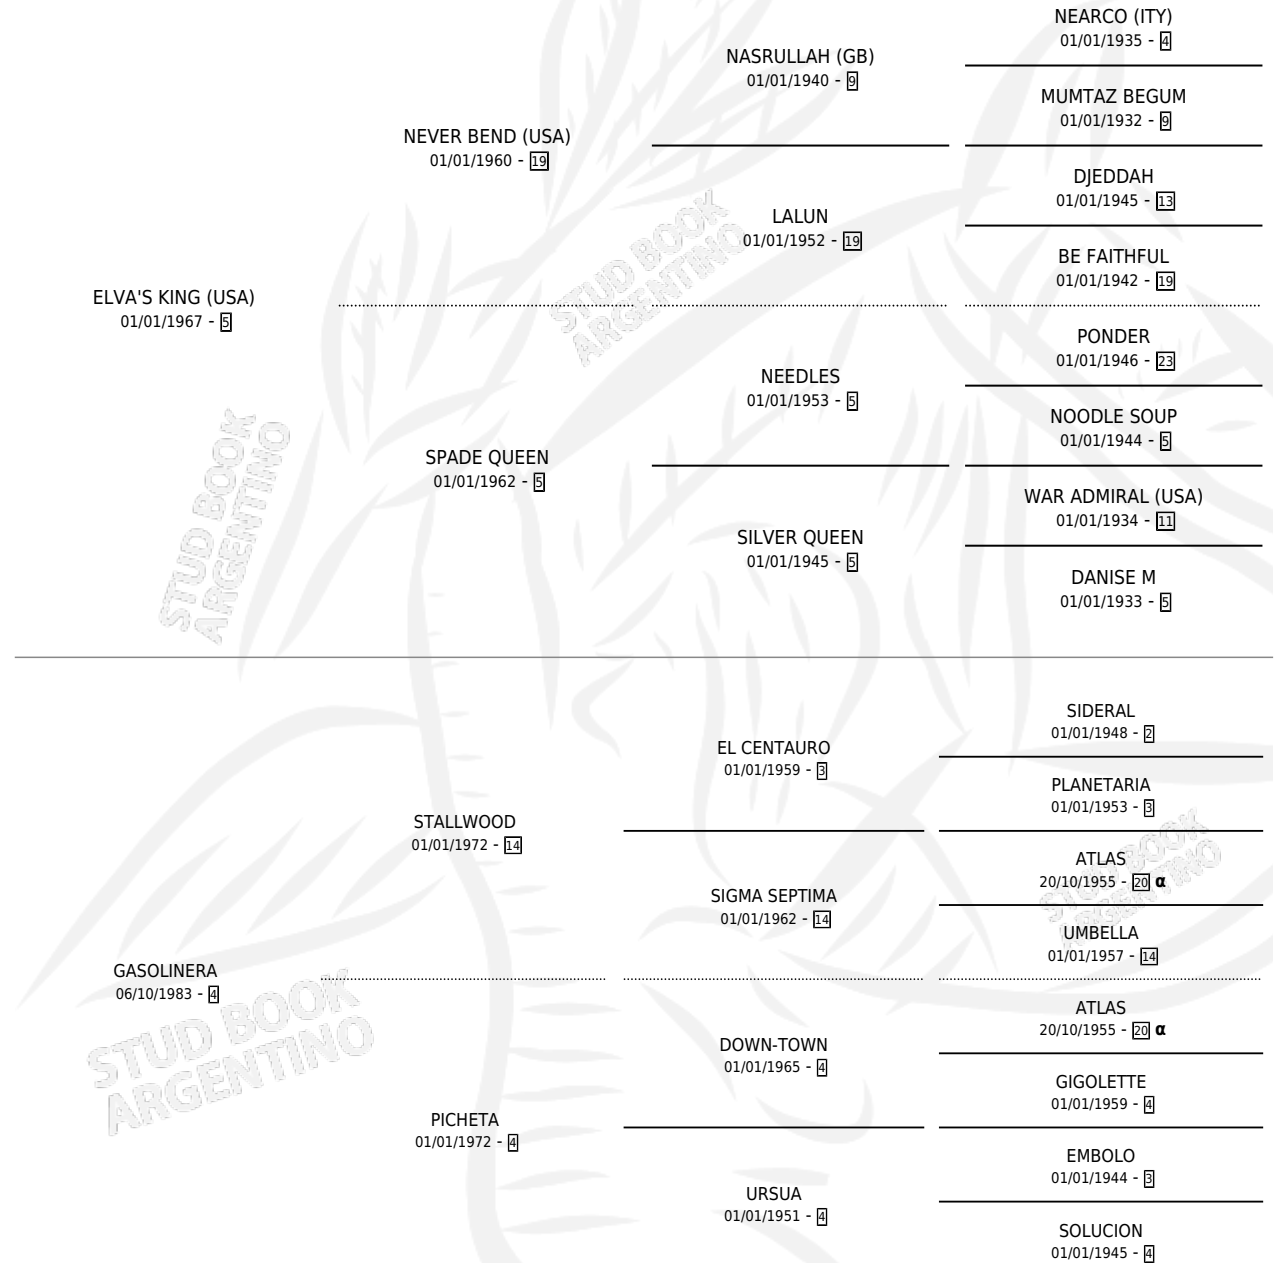 NEARCO (ITY)
01/01/1935 - 4
NASRULLAH (GB)
01/01/1940 - 9
MUMTAZ BEGUM
01/01/1932 - 9
NEVER BEND (USA)
01/01/1960 - 19
DJEDDAH
01/01/1945 - 13
LALUN
01/01/1952 - 19
BE FAITHFUL
01/01/1942 - 19
ELVA'S KING (USA)
01/01/1967 - 5
PONDER
01/01/1946 - 23
NEEDLES
01/01/1953 - 5
NOODLE SOUP
01/01/1944 - 5
SPADE QUEEN
01/01/1962 - 5
WAR ADMIRAL (USA)
01/01/1934 - 11
SILVER QUEEN
01/01/1945 - 5
DANISE M
01/01/1933 - 5
SIDERAL
01/01/1948 - 2
EL CENTAURO
01/01/1959 - 3
PLANETARIA
01/01/1953 - 3
STALLWOOD
01/01/1972 - 14
ATLAS
20/10/1955 - 20 α
SIGMA SEPTIMA
01/01/1962 - 14
UMBELLA
01/01/1957 - 14
GASOLINERA
06/10/1983 - 4
ATLAS
20/10/1955 - 20 α
DOWN-TOWN
01/01/1965 - 4
GIGOLETTE
01/01/1959 - 4
PICHETA
01/01/1972 - 4
EMBOLO
01/01/1944 - 3
URSUA
01/01/1951 - 4
SOLUCION
01/01/1945 - 4
STUD BOOK
ARGENTINO
STUD BOOK
ARGENTINO
STUD BOOK
ARGENTINO
STUD BOOK
ARGENTINO